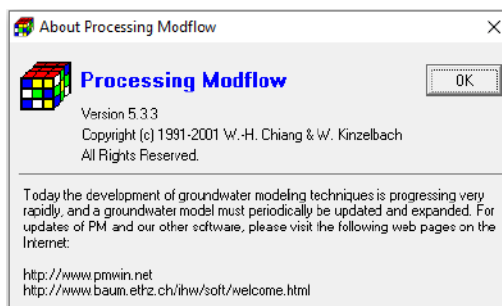 About Processing Modflow
Processing Modflow
OK
Version 5.3.3
Copyright (c) 1991-2001 W.-H. Chiang & W. Kinzelbach
All Rights Reserved.
Today the development of groundwater modeling techniques is progressing very
rapidly, and a groundwater model must periodically be updated and expanded. For
updates of PM and our other software, please visit the following web pages on the
Internet:
http://www.pmwin.net
http://www.baum.ethz.ch/ihw/soft/welcome.html